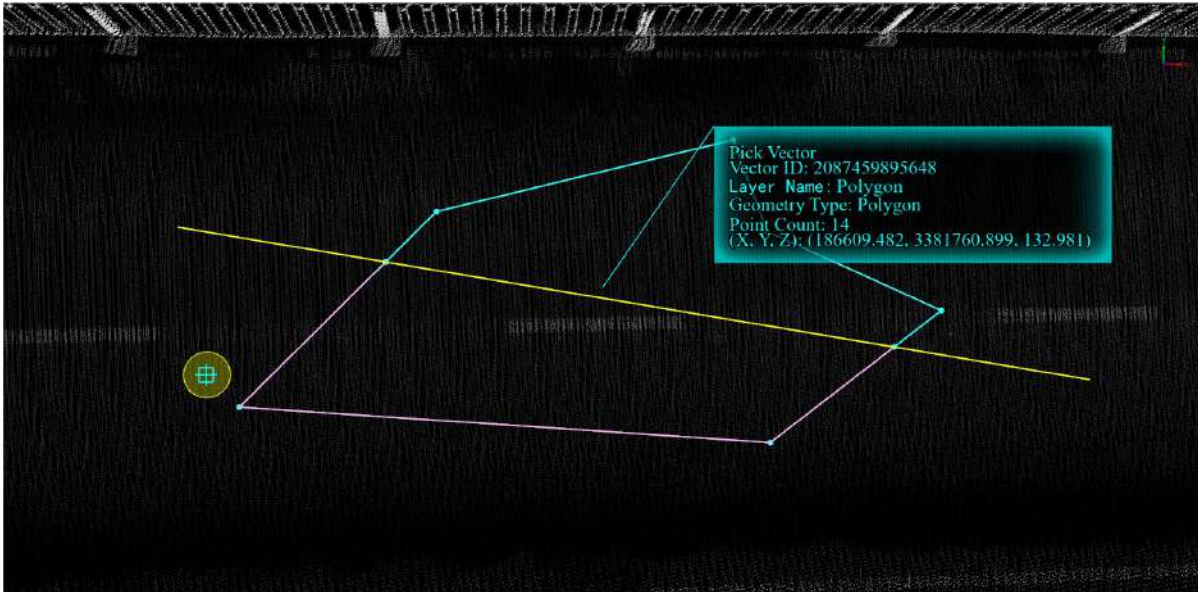 Pick Vector
Vector ID: 2087459895648
Layer Name: Polygon
Geometry Type: Polygon
Point Count: 14
(X, Y, Z): (186609.482, 3381760.899, 132.981)